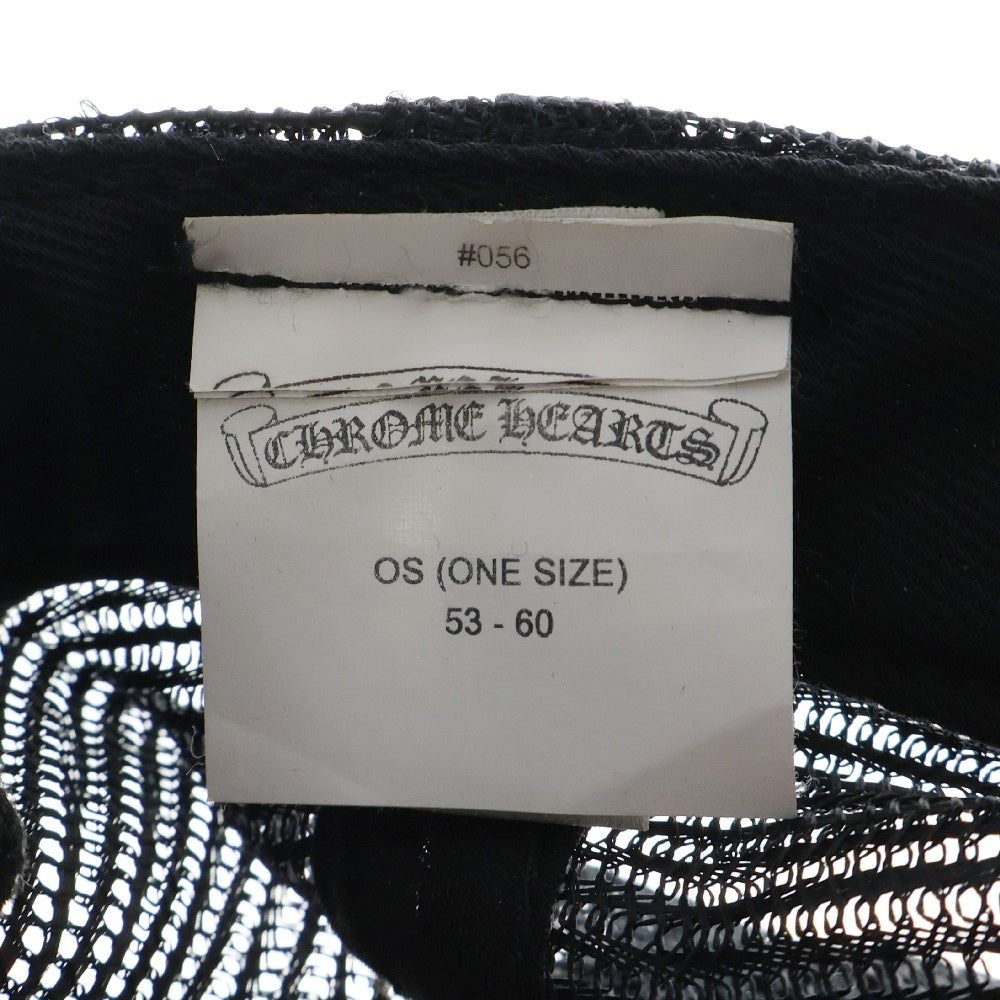 #056
CHROME HEARTS
OS (ONE SIZE)
53 - 60